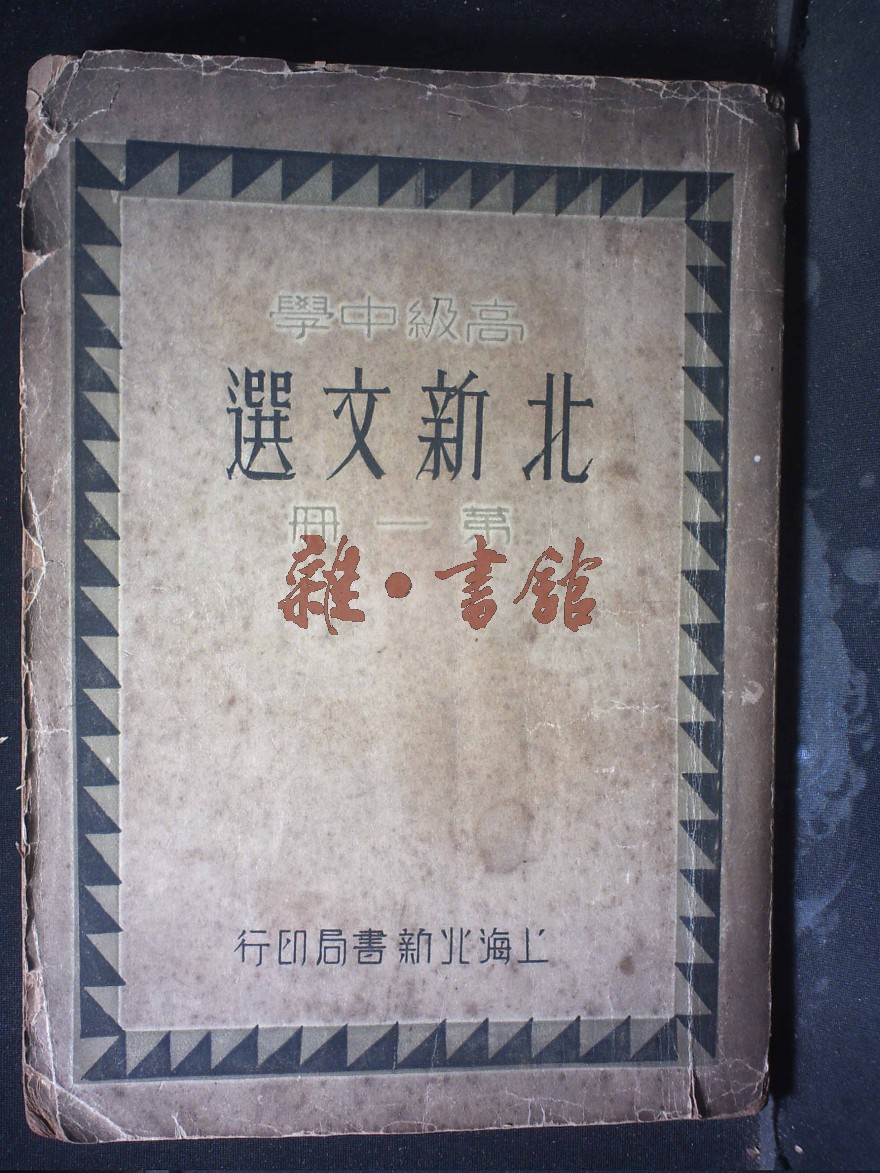 高級中學
北新文選
第一冊
雜·書館
上海北新書局印行